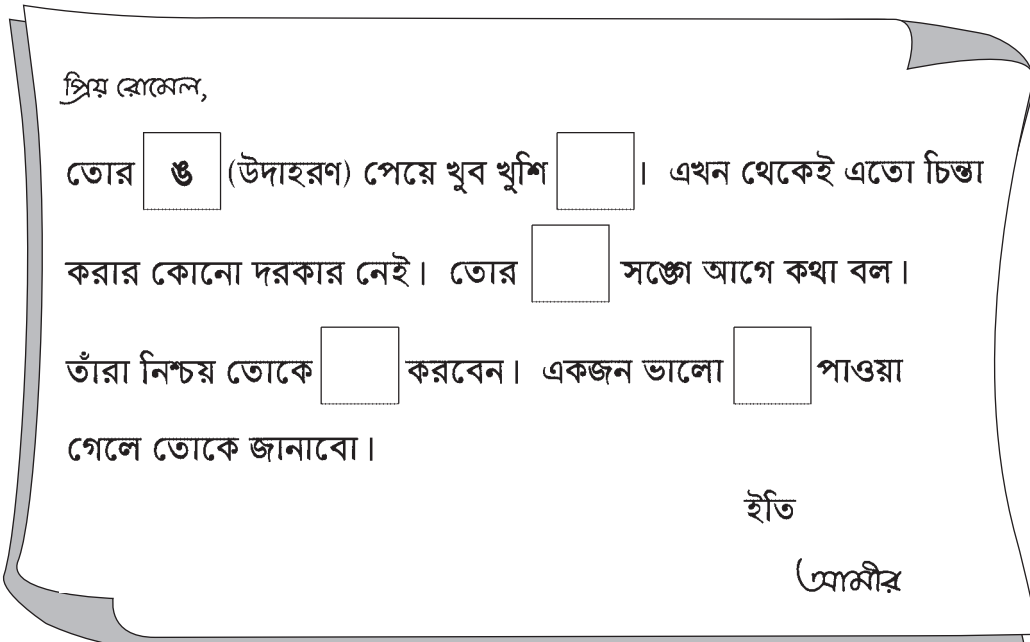 প্রিয় রোমেল,
তোর ঙ (উদাহরণ) পেয়ে খুব খুশি । এখন থেকেই এতো চিন্তা
করার কোনো দরকার নেই। তোর সঙ্গে আগে কথা বল।
তাঁরা নিশ্চয় তোকে করবেন। একজন ভালো পাওয়া
গেলে তোকে জানাবো।
ইতি
আমীর